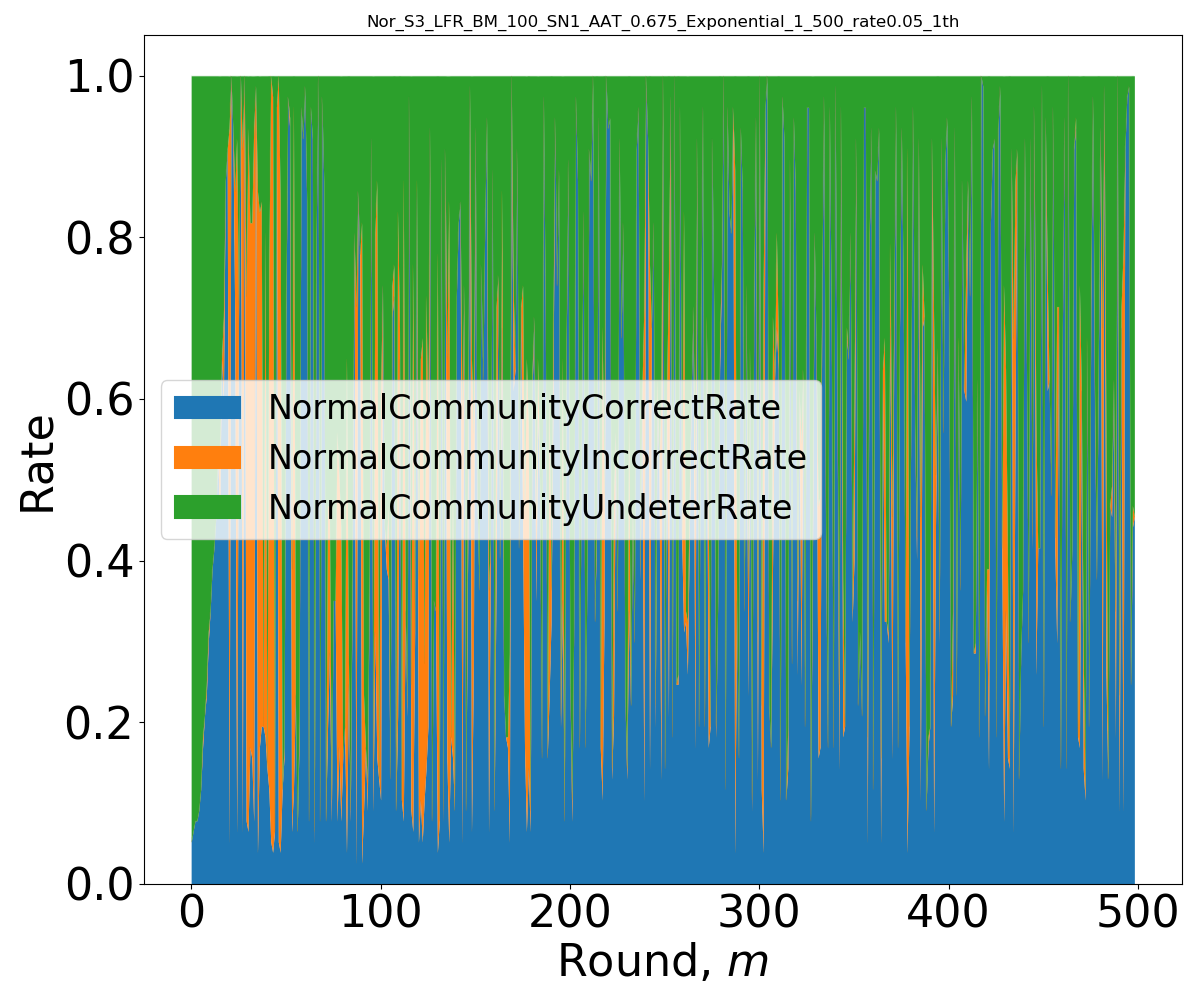 Nor_S3_LFR_BM_100_SN1_AAT_0.675_Exponential_1_500_rate0.05_1th
1.0
0.8
0.6
0.4
0.2
0.0
Rate
NormalCommunityCorrectRate
NormalCommunityIncorrectRate
NormalCommunityUndeterRate
0 100 200 300 400 500
Round, m